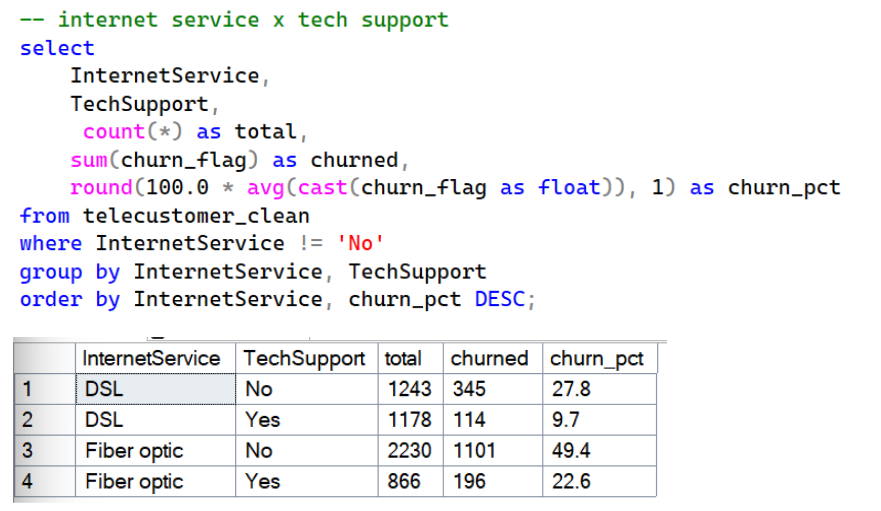 -- internet service x tech support
select
InternetService,
TechSupport,
count(*) as total,
sum(churn_flag) as churned,
round(100.0 * avg(cast(churn_flag as float)), 1) as churn_pct
from telecustomer_clean
where InternetService != 'No'
group by InternetService, TechSupport
order by InternetService, churn_pct DESC;
InternetService TechSupport total churned churn_pct
1 DSL No 1243 345 27.8
2 DSL Yes 1178 114 9.7
3 Fiber optic No 2230 1101 49.4
4 Fiber optic Yes 866 196 22.6